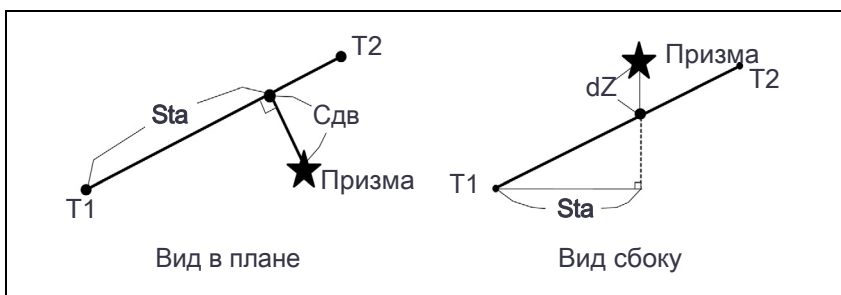 T2
Sta
Сдв
Призма
T1
Вид в плане
Призма
T2
dZ
T1
Sta
Вид сбоку